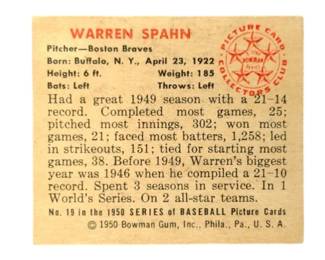 WARREN SPAHN
Pitcher—Boston Braves
Born: Buffalo, N. Y., April 23, 1922
Height: 6 ft. Weight: 185
Bats: Left Throws: Left
PICTURE CARD
COLLECTORS CLUB
BOWMAN
Had a great 1949 season with a 21-14
record. Completed most games, 25;
pitched most innings, 302; won most
games, 21; faced most batters, 1,258; led
in strikeouts, 151; tied for starting most
games, 38. Before 1949, Warren's biggest
year was 1946 when he compiled a 21-10
record. Spent 3 seasons in service. In 1
World's Series. On 2 all-star teams.
No. 19 in the 1950 SERIES of BASEBALL Picture Cards
© 1950 Bowman Gum, Inc., Phila., Pa., U. S. A.